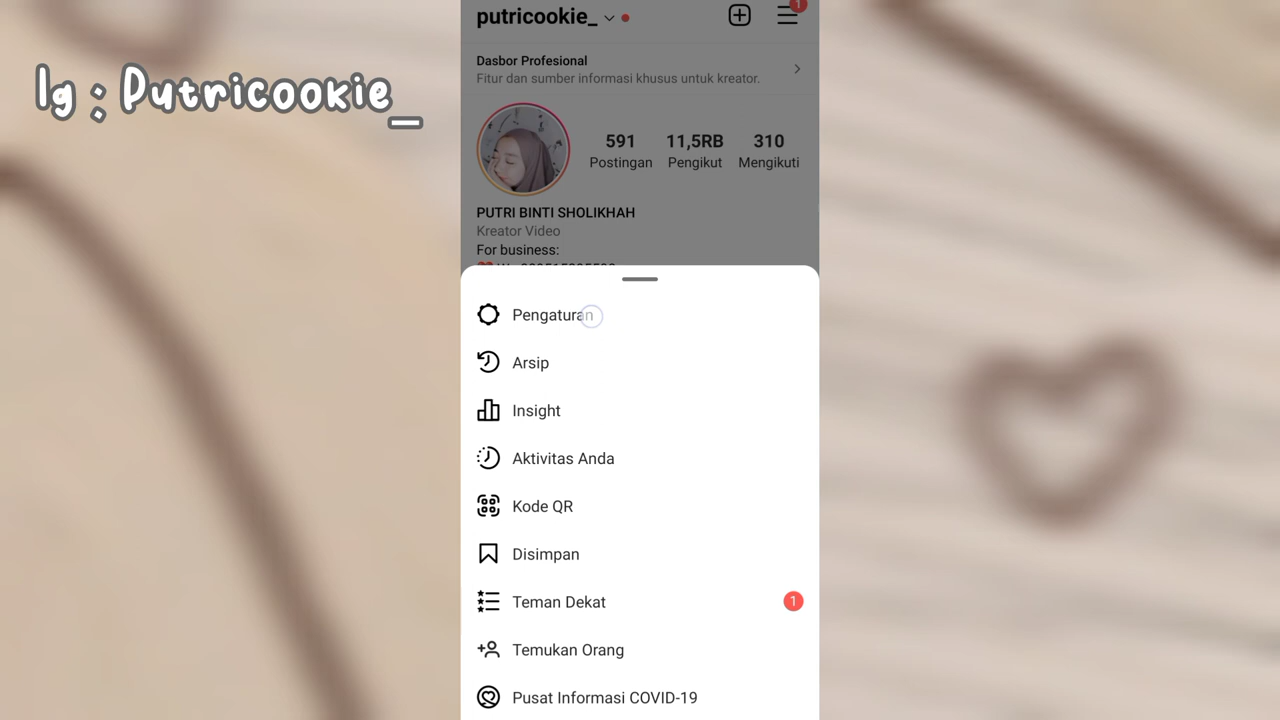 Ig : Putricookie_
putricookie_
1
Dasbor Profesional
Fitur dan sumber informasi khusus untuk kreator.
591 11,5RB 310
Postingan Pengikut Mengikuti
PUTRI BINTI SHOLIKHAH
Kreator Video
For business:
Pengaturan
Arsip
Insight
Aktivitas Anda
Kode QR
Disimpan
Teman Dekat 1
Temukan Orang
Pusat Informasi COVID-19